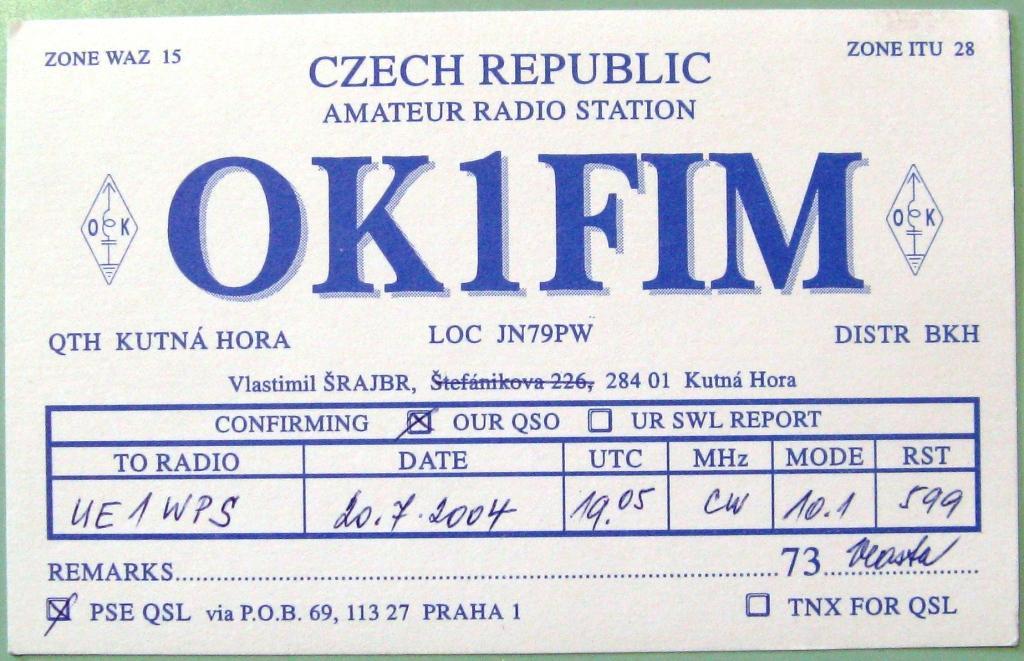 ZONE WAZ 15
ZONE ITU 28
CZECH REPUBLIC
AMATEUR RADIO STATION
OK1FIM
O K
O K
QTH KUTNÁ HORA LOC JN79PW DISTR BKH
Vlastimil ŠRAJBR, Štefánikova 226, 284 01 Kutná Hora
CONFIRMING ☒ OUR QSO ☐ UR SWL REPORT
TO RADIO DATE UTC MHz MODE RST
UE1WPS 20.7.2004 19.05 CW 10.1 599
REMARKS 73 Vlasta
☒ PSE QSL via P.O.B. 69, 113 27 PRAHA 1 ☐ TNX FOR QSL